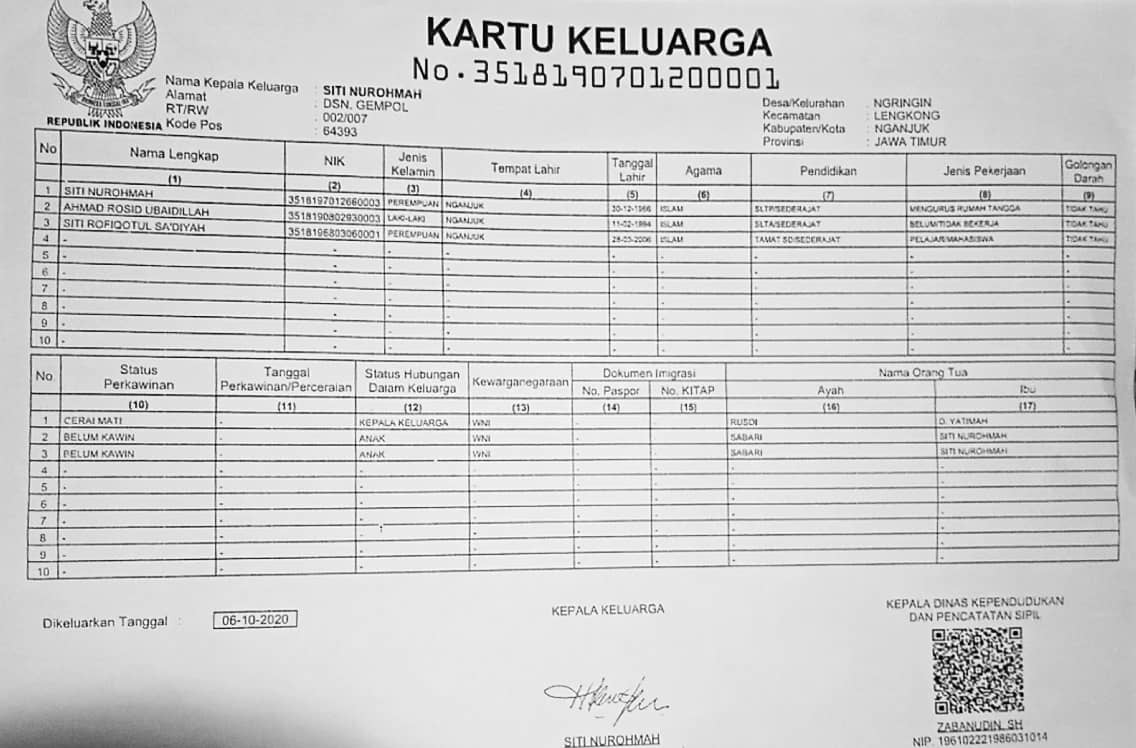 KARTU KELUARGA
No.3518190701200001
REPUBLIK INDONESIA
Nama Kepala Keluarga : SITI NUROHMAH
Alamat : DSN. GEMPOL
RT/RW : 002/007
Kode Pos : 64393
Desa/Kelurahan : NGRINGIN
Kecamatan : LENGKONG
Kabupaten/Kota : NGANJUK
Provinsi : JAWA TIMUR
No Nama Lengkap NIK Jenis Kelamin Tempat Lahir Tanggal Lahir Agama Pendidikan Jenis Pekerjaan Golongan Darah
(1) (2) (3) (4) (5) (6) (7) (8) (9)
1 SITI NUROHMAH 3518197012660003 PEREMPUAN NGANJUK 30-12-1966 ISLAM SLTP/SEDERAJAT MENGURUS RUMAH TANGGA TIDAK TAHU
2 AHMAD ROSID UBAIDILLAH 3518190802930003 LAKI-LAKI NGANJUK 11-02-1994 ISLAM SLTA/SEDERAJAT BELUM/TIDAK BEKERJA TIDAK TAHU
3 SITI ROFIQOTUL SA'DIYAH 3518196803060001 PEREMPUAN NGANJUK 28-03-2006 ISLAM TAMAT SD/SEDERAJAT PELAJAR/MAHASISWA TIDAK TAHU
4 - - - - - - - - -
5 - - - - - - - - -
6 - - - - - - - - -
7 - - - - - - - - -
8 - - - - - - - - -
9 - - - - - - - - -
10 - - - - - - - - -
No. Status Perkawinan Tanggal Perkawinan/Perceraian Status Hubungan Dalam Keluarga Kewarganegaraan Dokumen Imigrasi Nama Orang Tua
No. Paspor No. KITAP Ayah Ibu
(10) (11) (12) (13) (14) (15) (16) (17)
1 CERAI MATI - KEPALA KELUARGA WNI - - RUSDI D. YATIMAH
2 BELUM KAWIN - ANAK WNI - - SABARI SITI NUROHMAH
3 BELUM KAWIN - ANAK WNI - - SABARI SITI NUROHMAH
4 - - - - - - - -
5 - - - - - - - -
6 - - - - - - - -
7 - - - - - - - -
8 - - - - - - - -
9 - - - - - - - -
10 - - - - - - - -
Dikeluarkan Tanggal : 06-10-2020
KEPALA KELUARGA
SITI NUROHMAH
KEPALA DINAS KEPENDUDUKAN
DAN PENCATATAN SIPIL
ZABANUDIN, SH
NIP. 196102221986031014